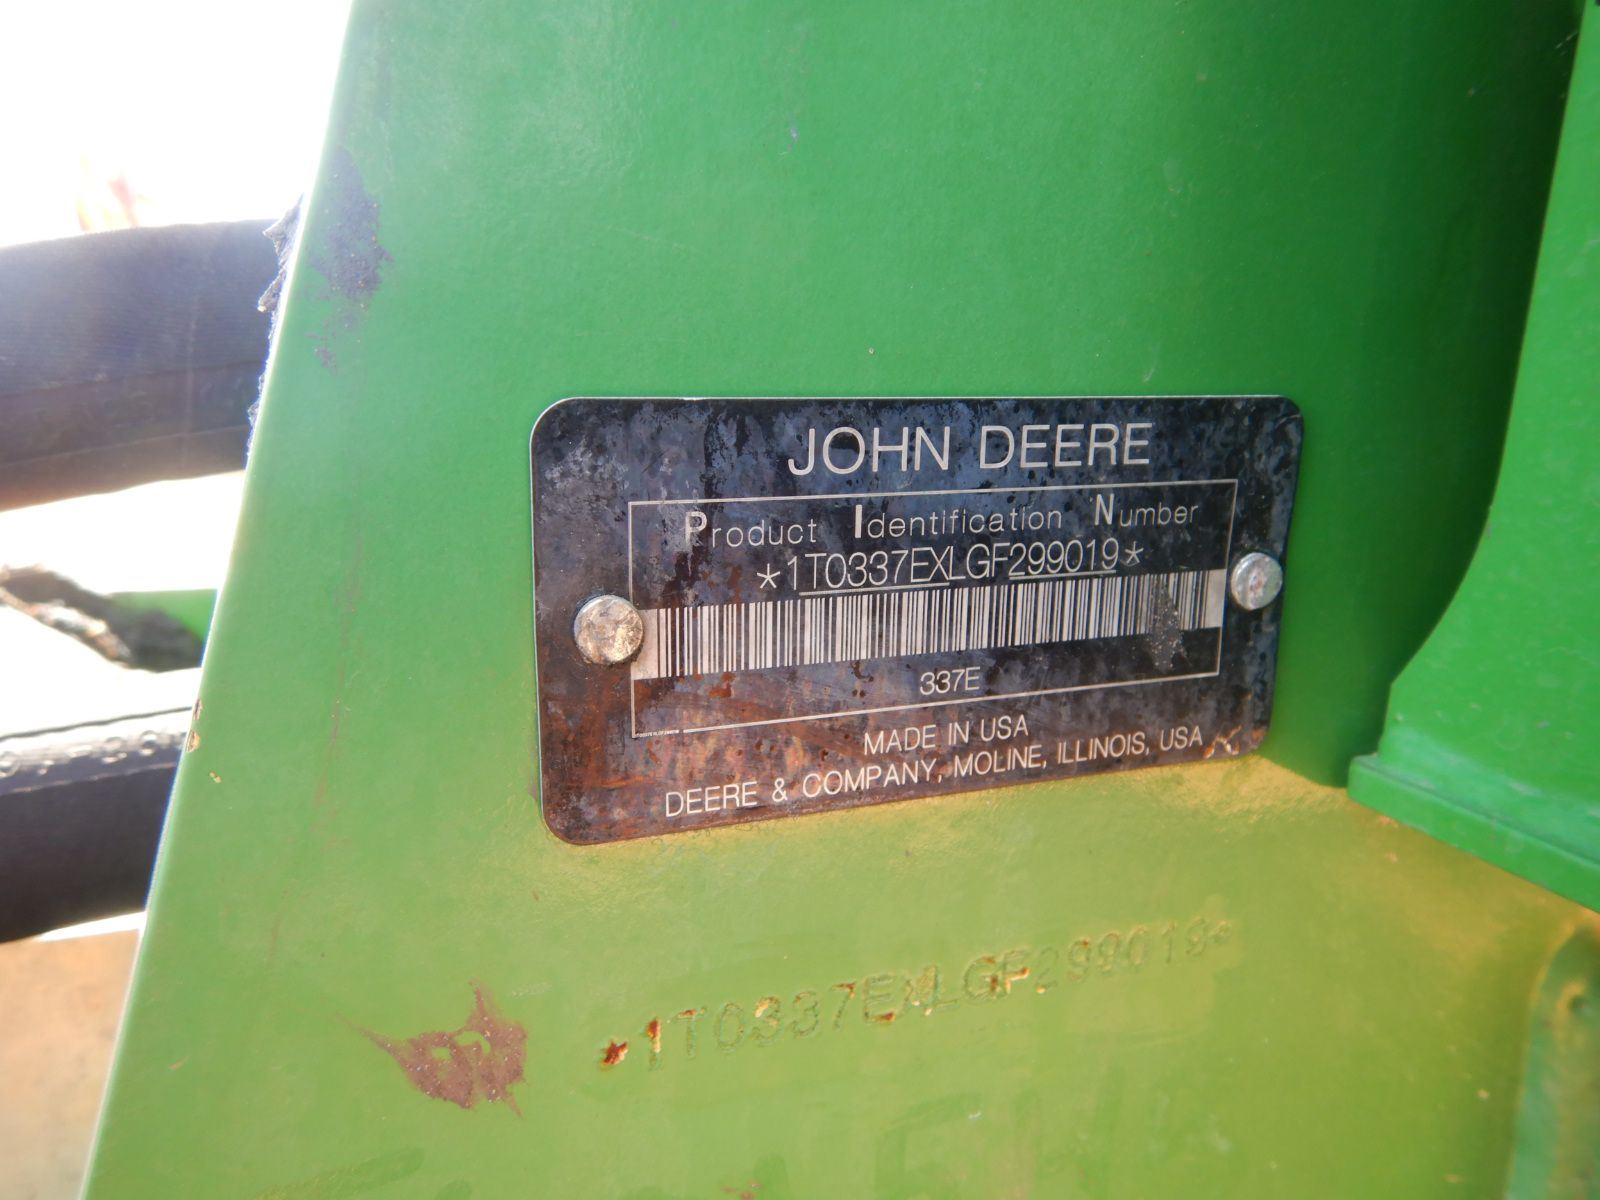 JOHN DEERE
Product Identification Number
*1T0337EXLGF299019*
337E
MADE IN USA
DEERE & COMPANY, MOLINE, ILLINOIS, USA
*1T0337EXLGF299019*